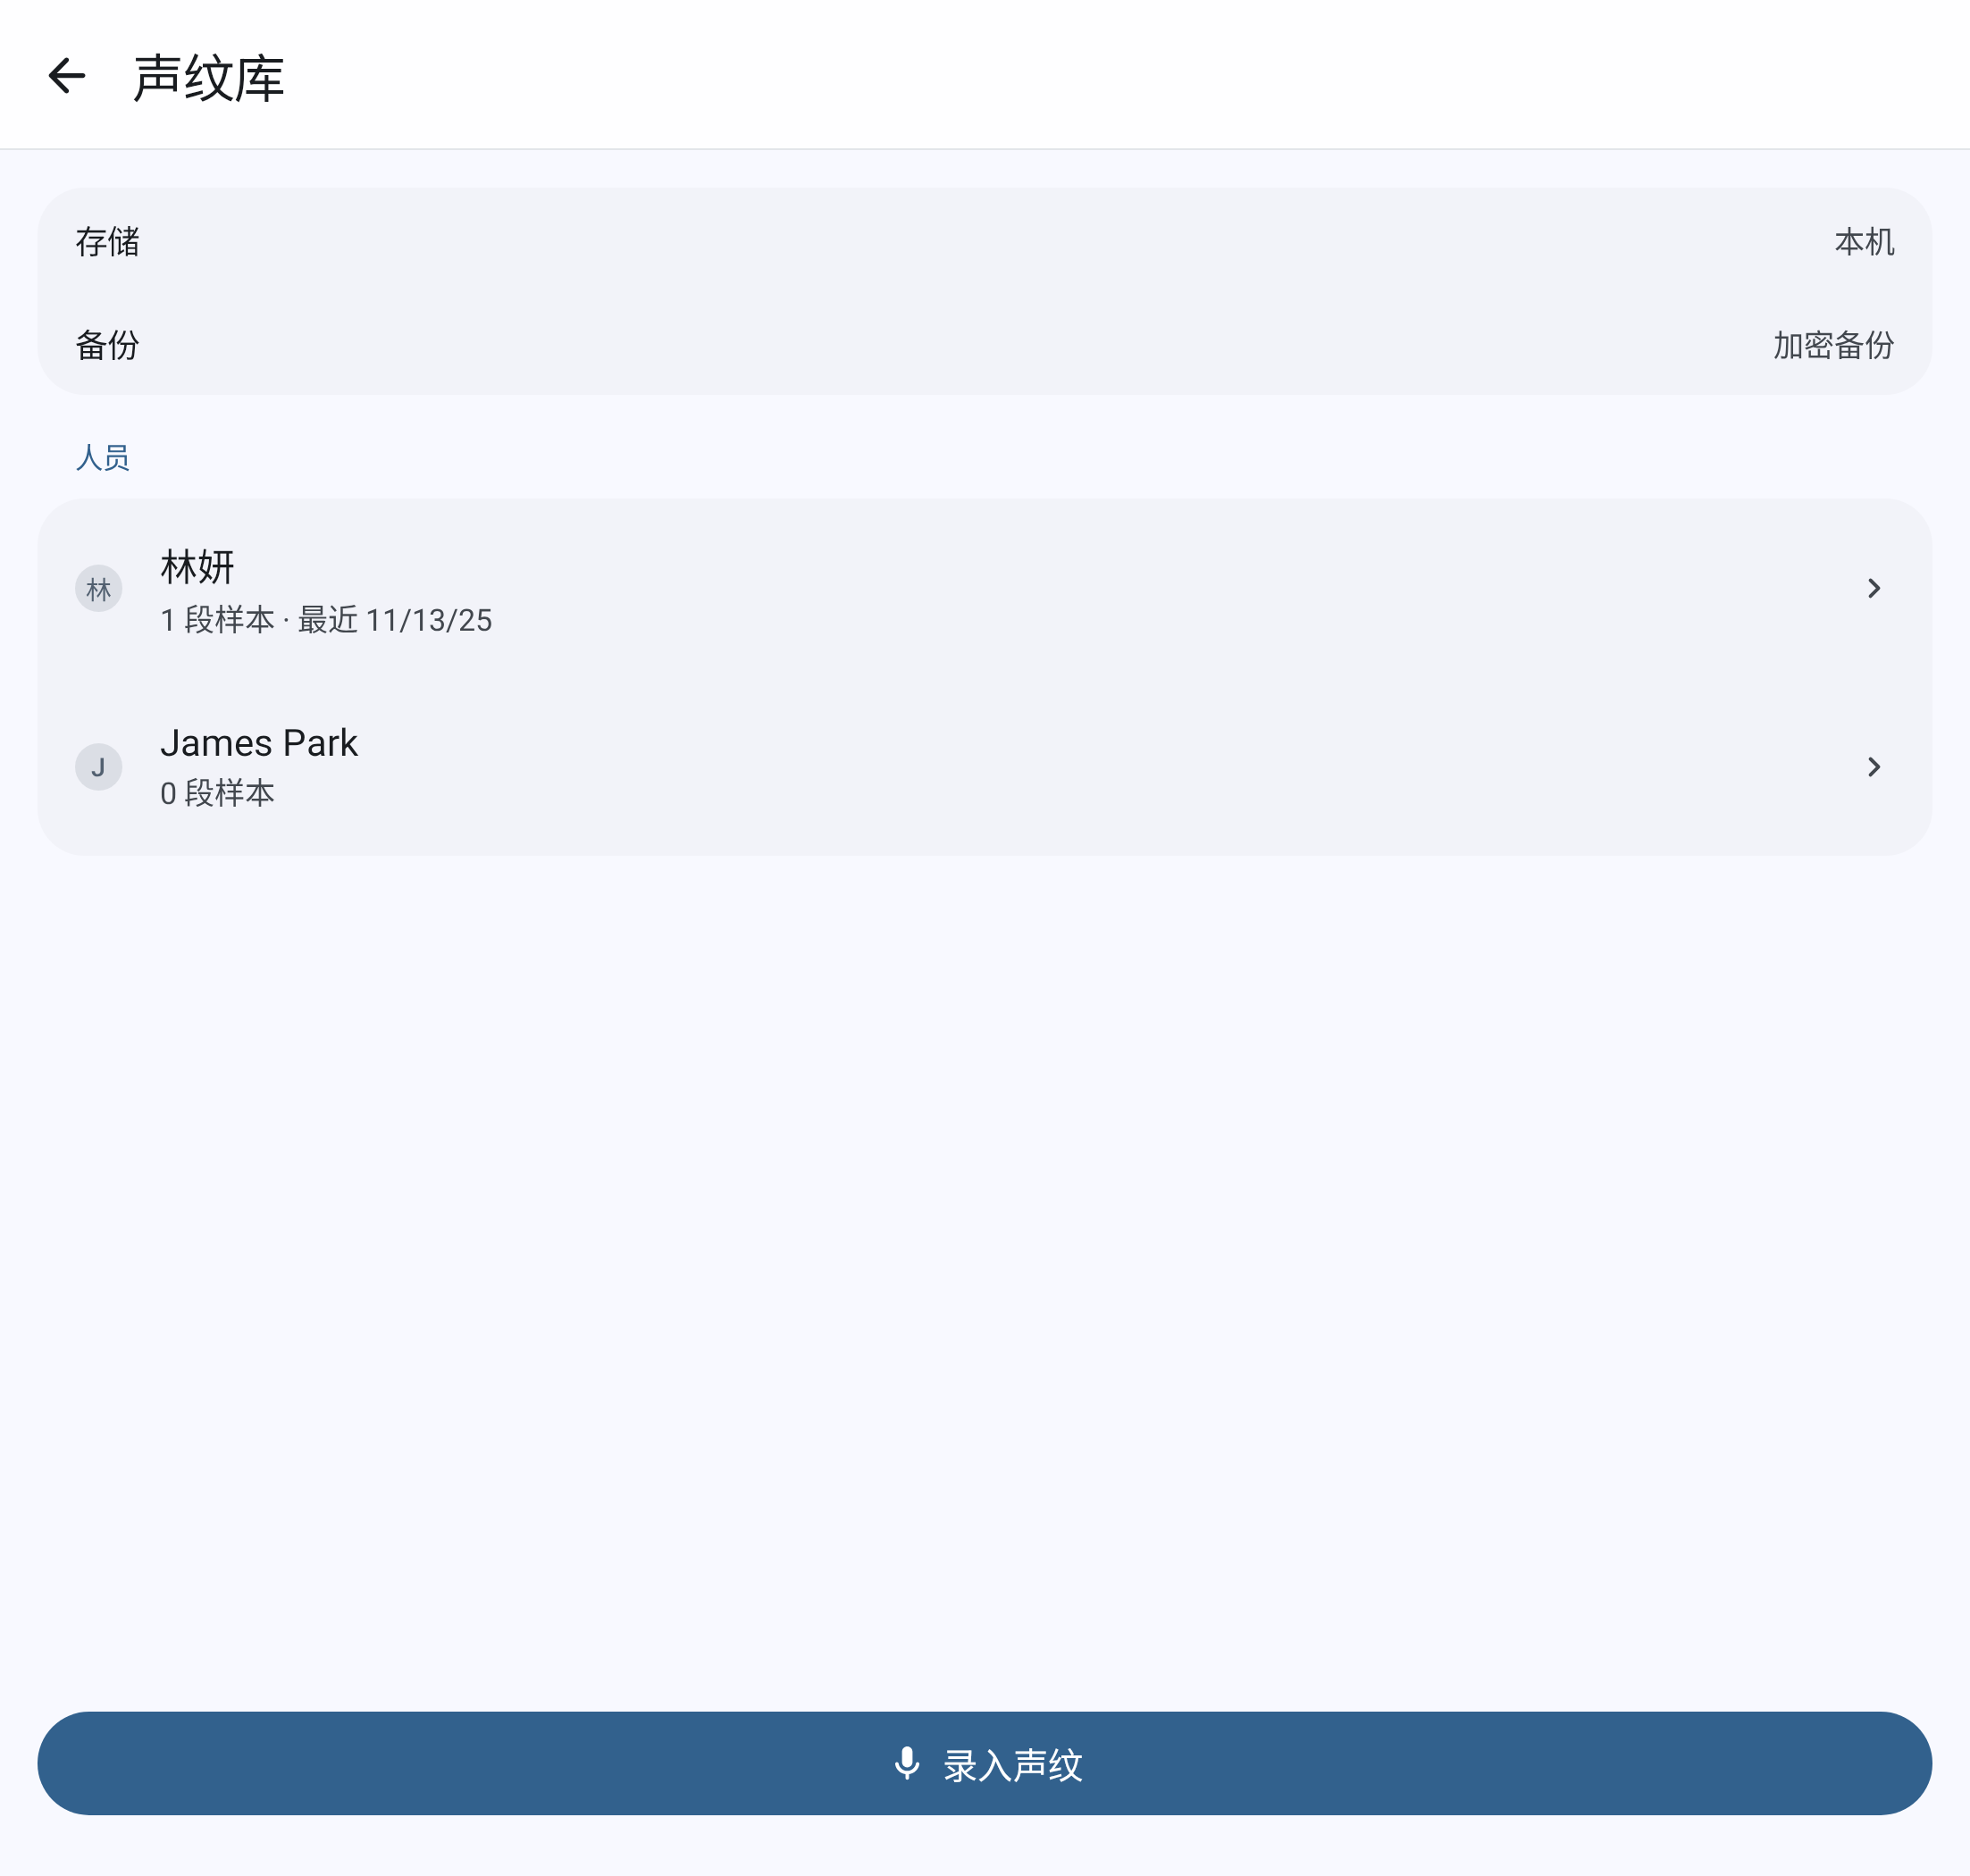 声纹库
存储 本机
备份 加密备份
人员
林
林妍
1 段样本 · 最近 11/13/25
J
James Park
0 段样本
录入声纹